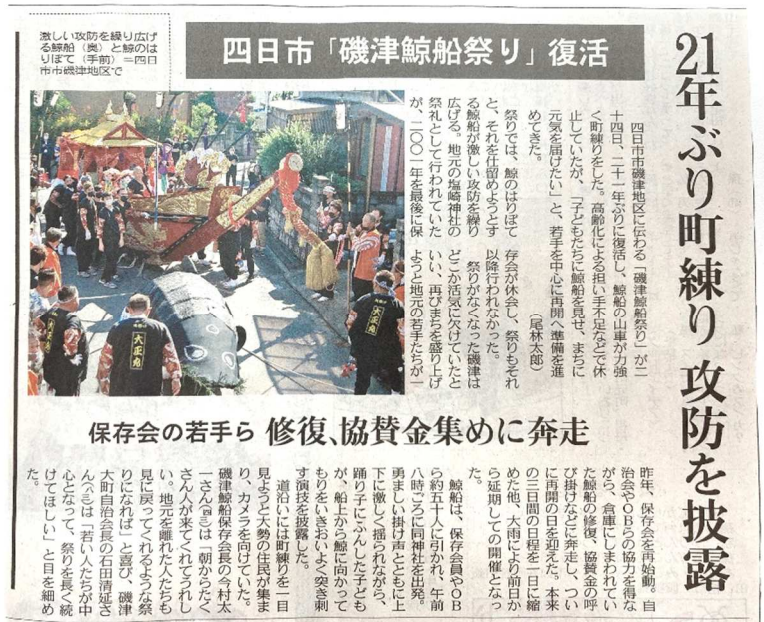 四日市「磯津鯨船祭り」復活
21年ぶり町練り 攻防を披露
激しい攻防を繰り広げ
る鯨船(奥)と鯨のは
りぼて(手前)=四日
市市磯津地区で
四日市市磯津地区に伝わる「磯津鯨船祭り」が二
十四日、二十一年ぶりに復活し、鯨船の山車が力強
く町練りをした。高齢化による担い手不足などで休
止していたが、「子どもたちに鯨船を見せ、まちに
元気を届けたい」と、若手を中心に再開へ準備を進
めてきた。 (尾林太郎)
祭りでは、鯨のはりぼて
と、それを仕留めようとす
る鯨船が激しい攻防を繰り
広げる。地元の塩崎神社の
祭礼として行われていた
が、二〇〇一年を最後に保
存会が休会し、祭りもそれ
以降行われなかった。
祭りがなくなった磯津は
どこか活気に欠けていたと
いい、再びまちを盛り上げ
ようと地元の若手たちが一
保存会の若手ら 修復、協賛金集めに奔走
昨年、保存会を再始動。自
治会やOBらの協力を得な
がら、倉庫にしまわれてい
た鯨船の修復、協賛金の呼
び掛けなどに奔走し、つい
に再開の日を迎えた。本来
の三日間の日程を一日に縮
めた他、大雨により前日か
ら延期しての開催となっ
た。
鯨船は、保存会員やOB
ら約五十人に引かれ、午前
八時ごろに同神社を出発。
勇ましい掛け声とともに上
下に激しく揺られながら、
踊り子にふんした子ども
が、船上から鯨に向かって
もりをいきおいよく突き刺
す演技を披露した。
道沿いには町練りを一目
見ようと大勢の住民が集ま
り、カメラを向けていた。
磯津鯨船保存会長の今村太
一さん は「朝からたく
さん人が来てくれてうれし
い。地元を離れた人たちも
見に戻ってくれるような祭
りになれば」と喜び、磯津
大町自治会長の石田清延さ
ん は「若い人たちが中
心となって、祭りを長く続
けてほしい」と目を細め
た。